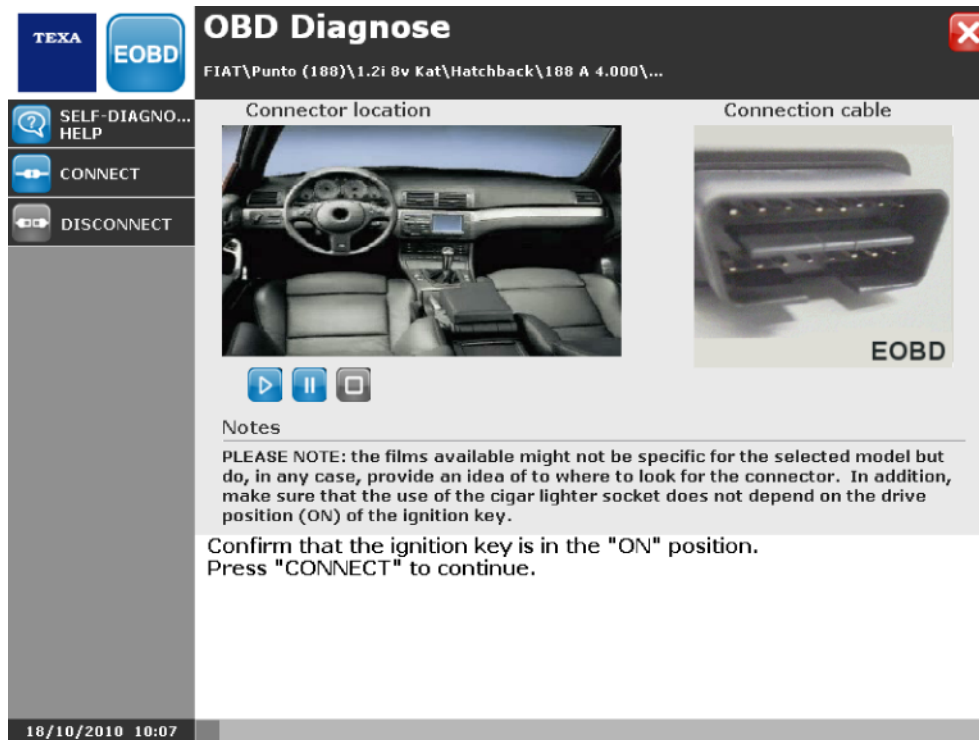 TEXA
EOBD
OBD Diagnose
FIAT\Punto (188)\1.2i 8v Kat\Hatchback\188 A 4.000\...
SELF-DIAGNO...
HELP
CONNECT
DISCONNECT
Connector location
Connection cable
EOBD
Notes
PLEASE NOTE: the films available might not be specific for the selected model but
do, in any case, provide an idea of to where to look for the connector. In addition,
make sure that the use of the cigar lighter socket does not depend on the drive
position (ON) of the ignition key.
Confirm that the ignition key is in the "ON" position.
Press "CONNECT" to continue.
18/10/2010 10:07